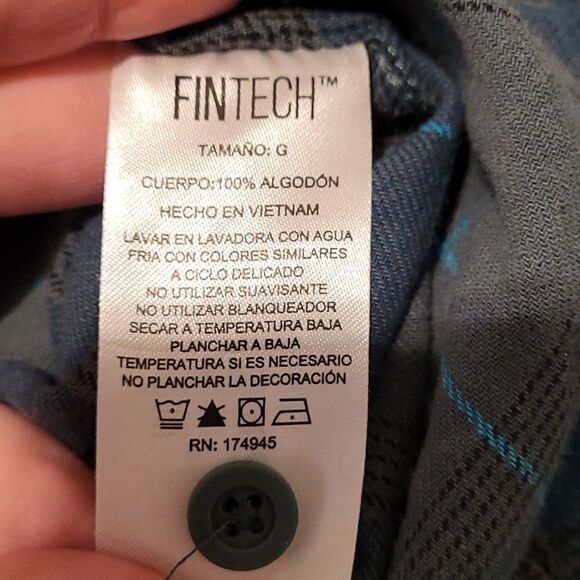 FINTECH™
TAMAÑO: G
CUERPO:100% ALGODÓN
HECHO EN VIETNAM
LAVAR EN LAVADORA CON AGUA
FRIA CON COLORES SIMILARES
A CICLO DELICADO
NO UTILIZAR SUAVISANTE
NO UTILIZAR BLANQUEADOR
SECAR A TEMPERATURA BAJA
PLANCHAR A BAJA
TEMPERATURA SI ES NECESARIO
NO PLANCHAR LA DECORACIÓN
RN: 174945